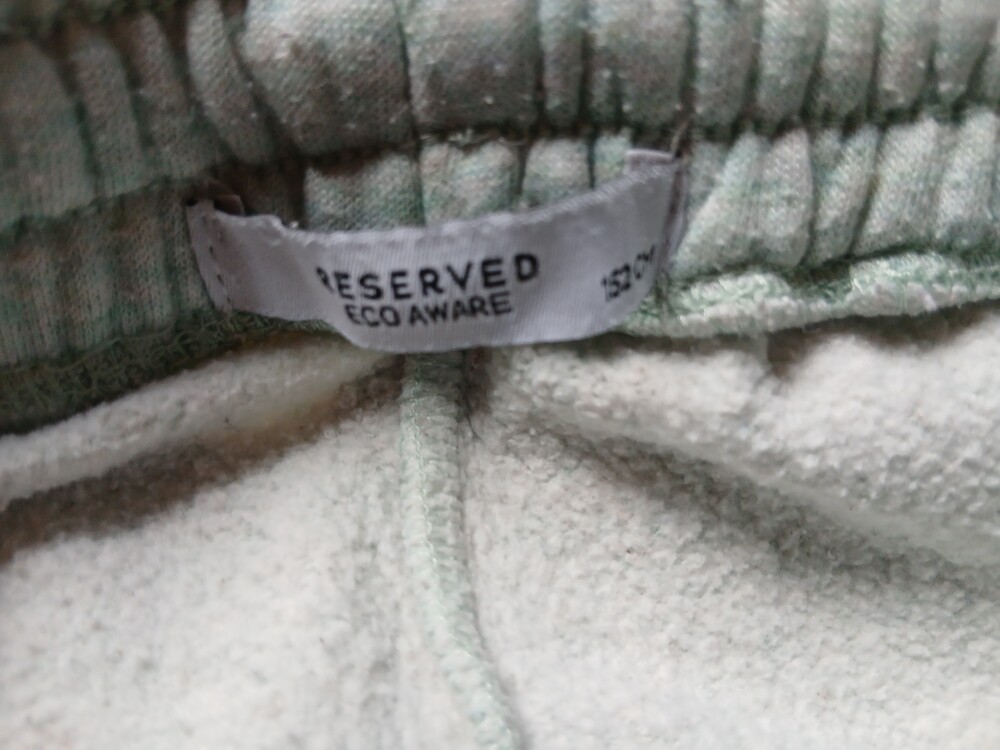 RESERVED
ECO AWARE
152 CM